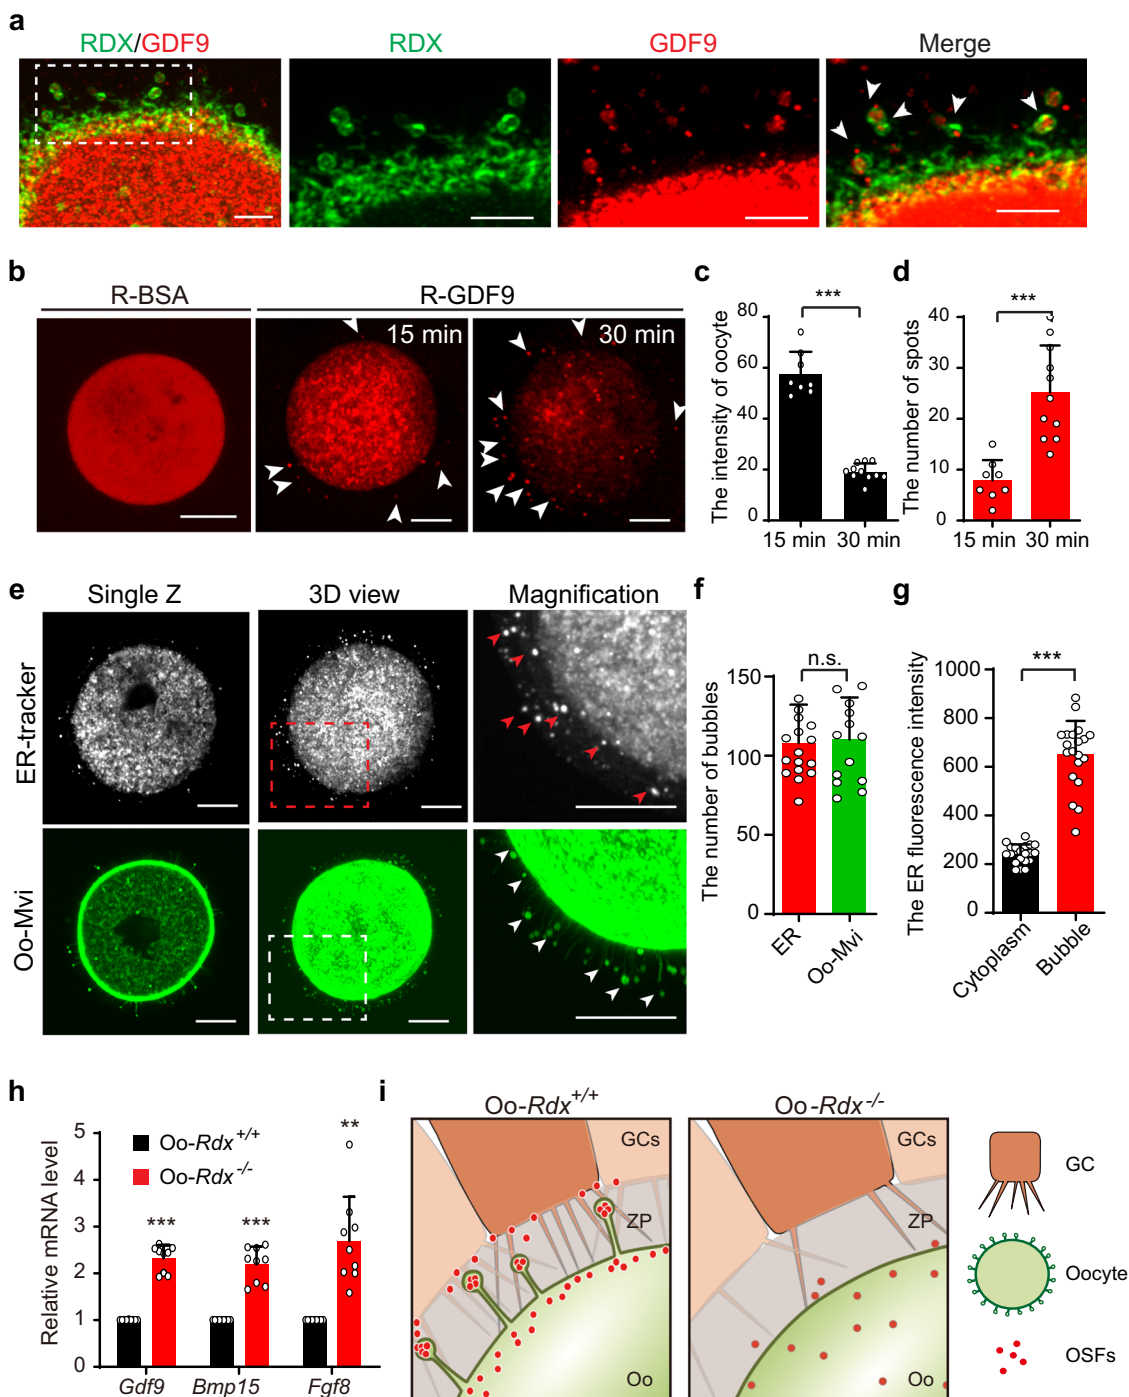 a
RDX/GDF9 RDX GDF9 Merge
b
R-BSA R-GDF9
15 min 30 min
c
The intensity of oocyte
80
60
40
20
0
***
15 min 30 min
d
The number of spots
40
30
20
10
0
***
15 min 30 min
e
Single Z 3D view Magnification
ER-tracker
Oo-Mvi
f
The number of bubbles
150
100
50
0
n.s.
ER Oo-Mvi
g
The ER fluorescence intensity
1000
800
600
400
200
0
***
Cytoplasm Bubble
h
Relative mRNA level
5
4
3
2
1
0
Oo-Rdx+/+
Oo-Rdx-/-
*** *** **
Gdf9 Bmp15 Fgf8
i
Oo-Rdx+/+ Oo-Rdx-/-
GCs
ZP
Oo
GCs
ZP
Oo
GC
Oocyte
OSFs